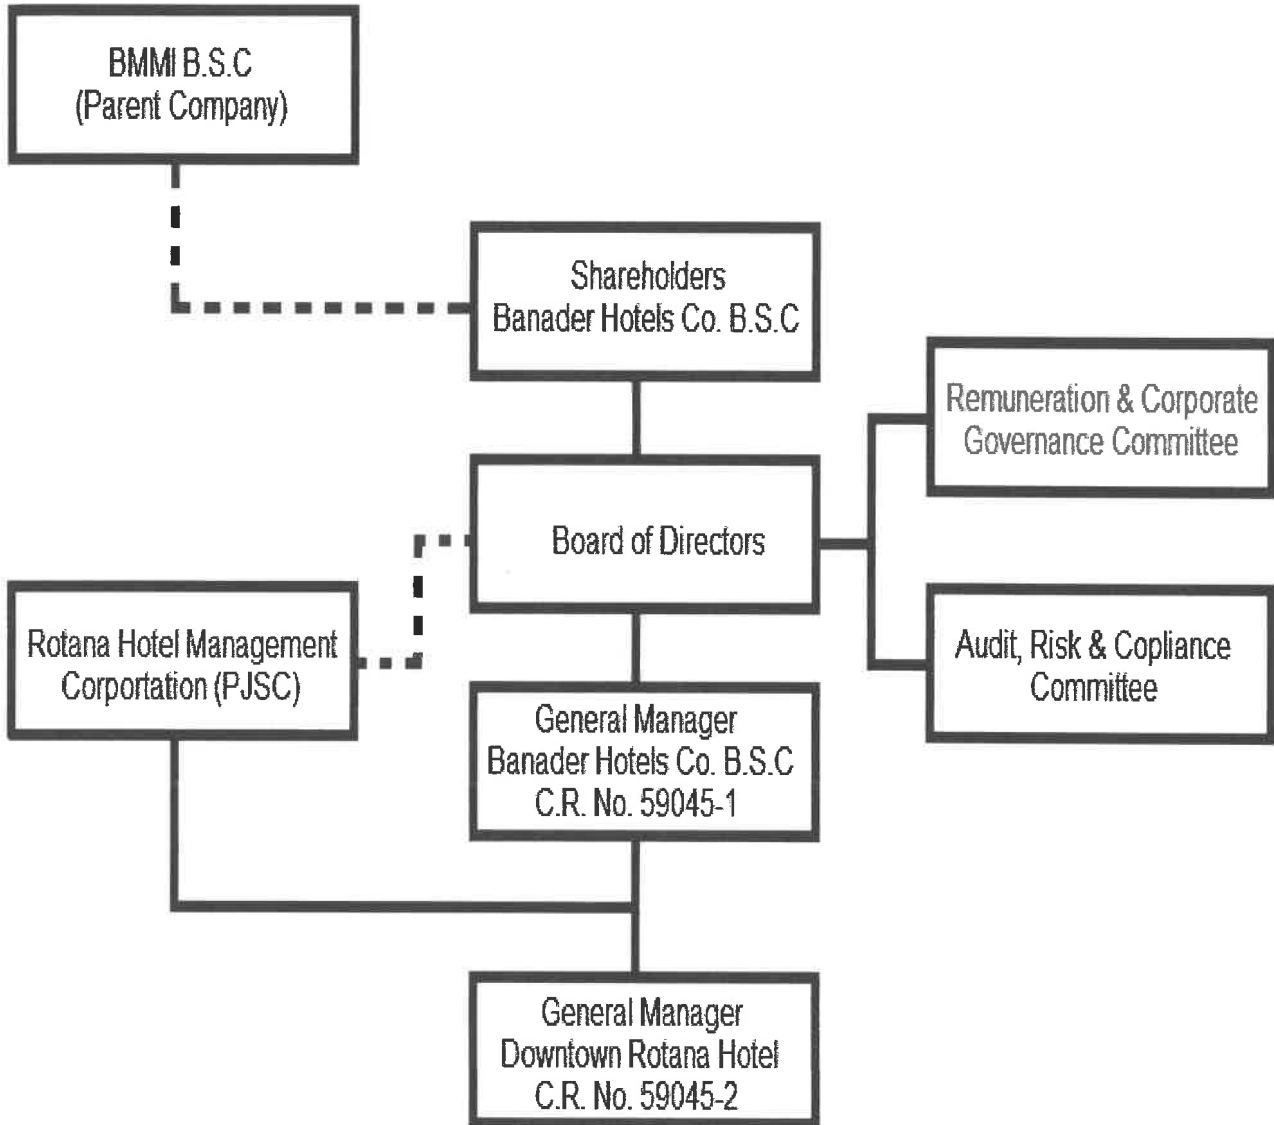 BMMI B.S.C
(Parent Company)
Shareholders
Banader Hotels Co. B.S.C
Remuneration & Corporate
Governance Committee
Board of Directors
Rotana Hotel Management
Corportation (PJSC)
Audit, Risk & Copliance
Committee
General Manager
Banader Hotels Co. B.S.C
C.R. No. 59045-1
General Manager
Downtown Rotana Hotel
C.R. No. 59045-2